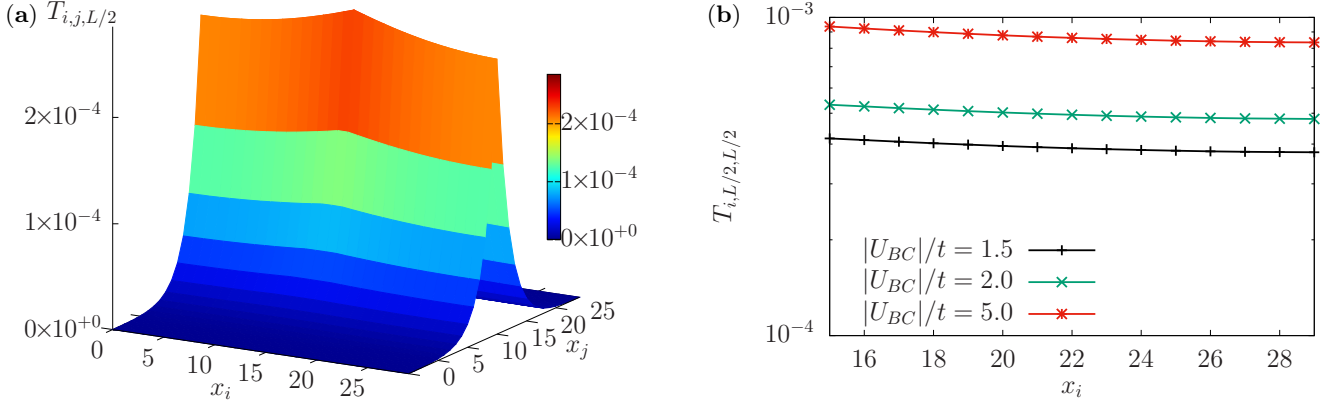 (a)
T_{i,j,L/2}
2×10^{-4}
1×10^{-4}
0×10^{+0}
0
5
10
15
20
25
x_i
0
5
10
15
20
25
x_j
2×10^{-4}
1×10^{-4}
0×10^{+0}
(b)
10^{-3}
10^{-4}
T_{i,L/2,L/2}
|U_{BC}|/t = 1.5
|U_{BC}|/t = 2.0
|U_{BC}|/t = 5.0
16 18 20 22 24 26 28
x_i